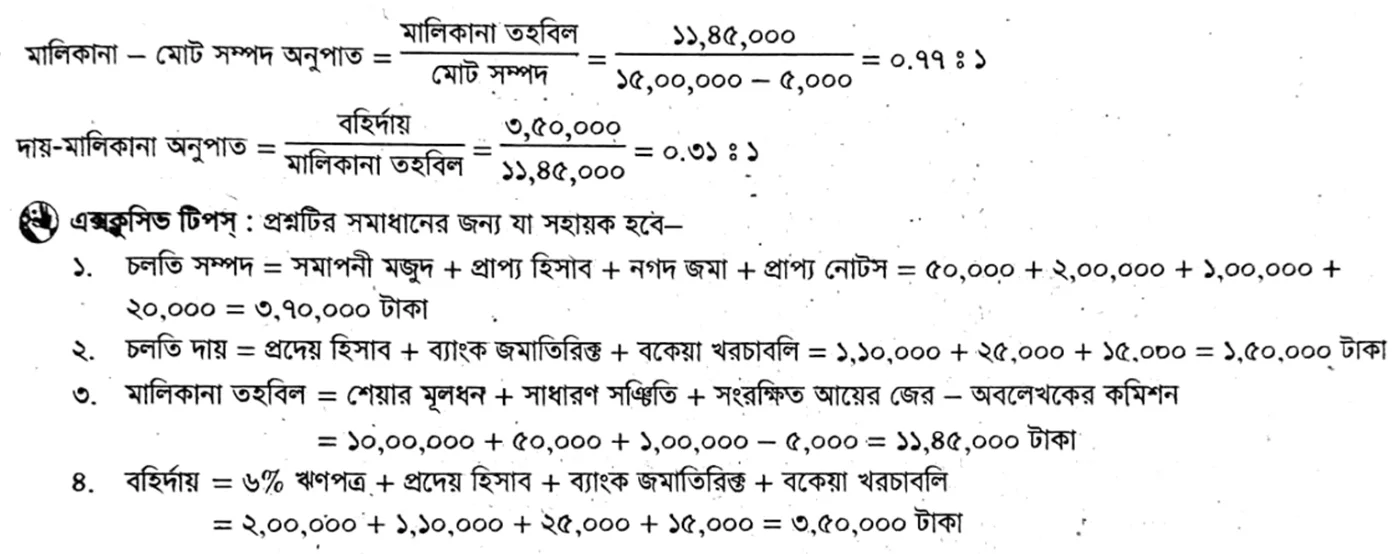 মালিকানা – মোট সম্পদ অনুপাত = মালিকানা তহবিল / মোট সম্পদ = ১১,৪৫,০০০ / ১৫,০০,০০০ – ৫,০০০ = ০.৭৭ ঃ ১
দায়-মালিকানা অনুপাত = বহির্দায় / মালিকানা তহবিল = ৩,৫০,০০০ / ১১,৪৫,০০০ = ০.৩১ ঃ ১
এক্সক্লুসিভ টিপস্ : প্রশ্নটির সমাধানের জন্য যা সহায়ক হবে–
১. চলতি সম্পদ = সমাপনী মজুদ + প্রাপ্য হিসাব + নগদ জমা + প্রাপ্য নোটস = ৫০,০০০ + ২,০০,০০০ + ১,০০,০০০ +
২০,০০০ = ৩,৭০,০০০ টাকা
২. চলতি দায় = প্রদেয় হিসাব + ব্যাংক জমাতিরিক্ত + বকেয়া খরচাবলি = ১,১০,০০০ + ২৫,০০০ + ১৫,০০০ = ১,৫০,০০০ টাকা
৩. মালিকানা তহবিল = শেয়ার মূলধন + সাধারণ সঞ্চিতি + সংরক্ষিত আয়ের জের – অবলেখকের কমিশন
= ১০,০০,০০০ + ৫০,০০০ + ১,০০,০০০ – ৫,০০০ = ১১,৪৫,০০০ টাকা
৪. বহির্দায় = ৬% ঋণপত্র + প্রদেয় হিসাব + ব্যাংক জমাতিরিক্ত + বকেয়া খরচাবলি
= ২,০০,০০০ + ১,১০,০০০ + ২৫,০০০ + ১৫,০০০ = ৩,৫০,০০০ টাকা